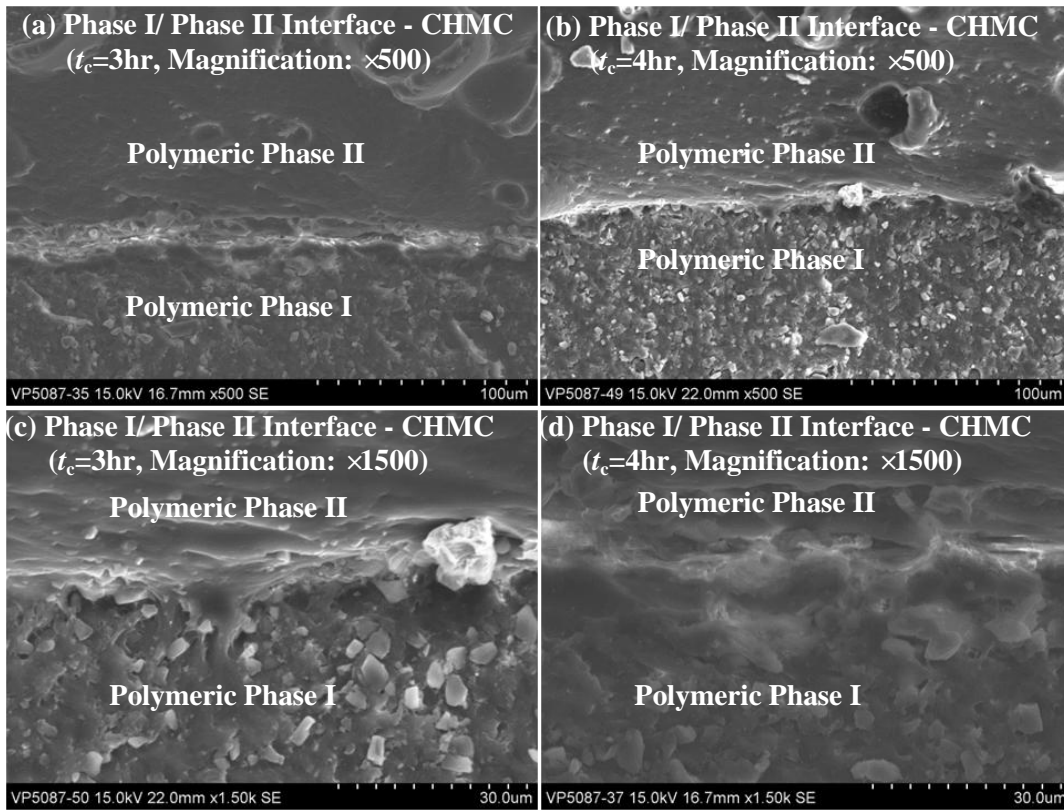 (a) Phase I/ Phase II Interface - CHMC
(t_c=3hr, Magnification: ×500)
Polymeric Phase II
Polymeric Phase I
VP5087-35 15.0kV 16.7mm x500 SE
100um
(b) Phase I/ Phase II Interface - CHMC
(t_c=4hr, Magnification: ×500)
Polymeric Phase II
Polymeric Phase I
VP5087-49 15.0kV 22.0mm x500 SE
100um
(c) Phase I/ Phase II Interface - CHMC
(t_c=3hr, Magnification: ×1500)
Polymeric Phase II
Polymeric Phase I
VP5087-50 15.0kV 22.0mm x1.50k SE
30.0um
(d) Phase I/ Phase II Interface - CHMC
(t_c=4hr, Magnification: ×1500)
Polymeric Phase II
Polymeric Phase I
VP5087-37 15.0kV 16.7mm x1.50k SE
30.0um